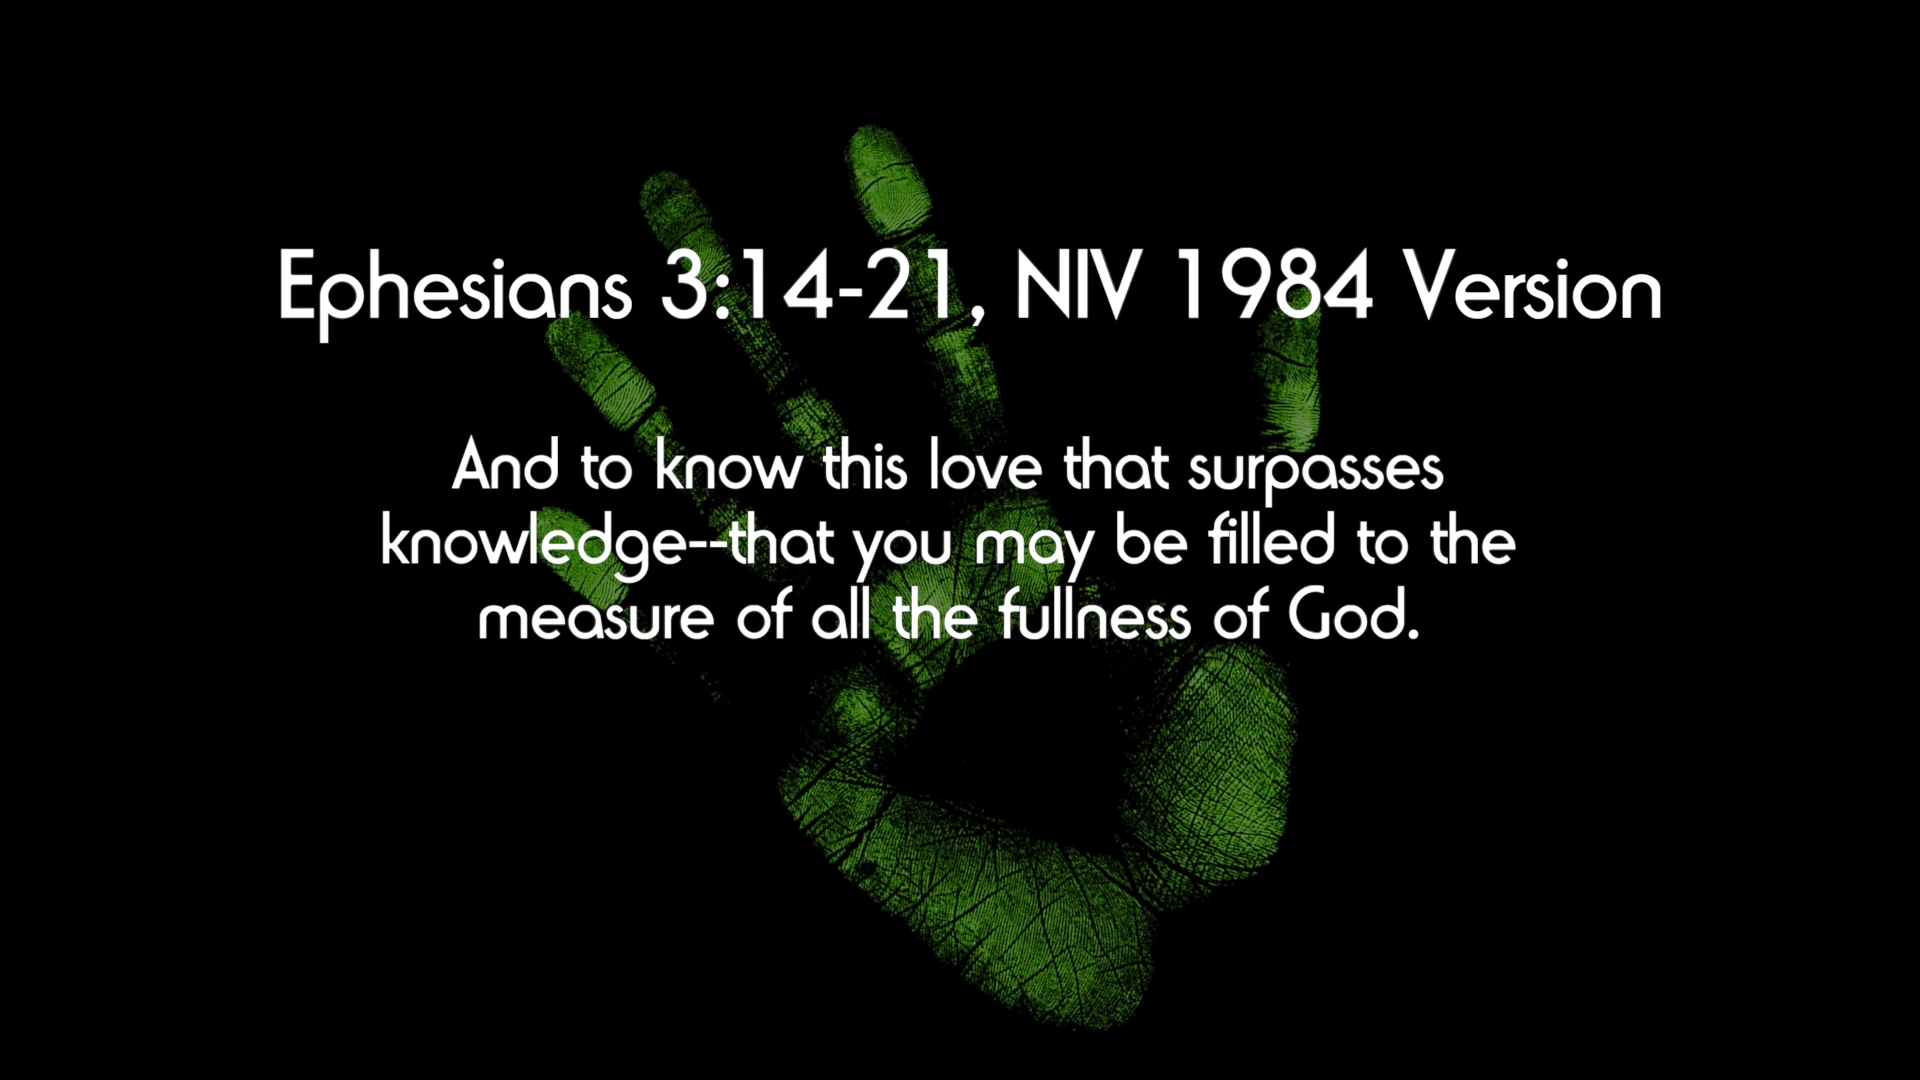 Ephesians 3:14-21, NIV 1984 Version
And to know this love that surpasses
knowledge--that you may be filled to the
measure of all the fullness of God.